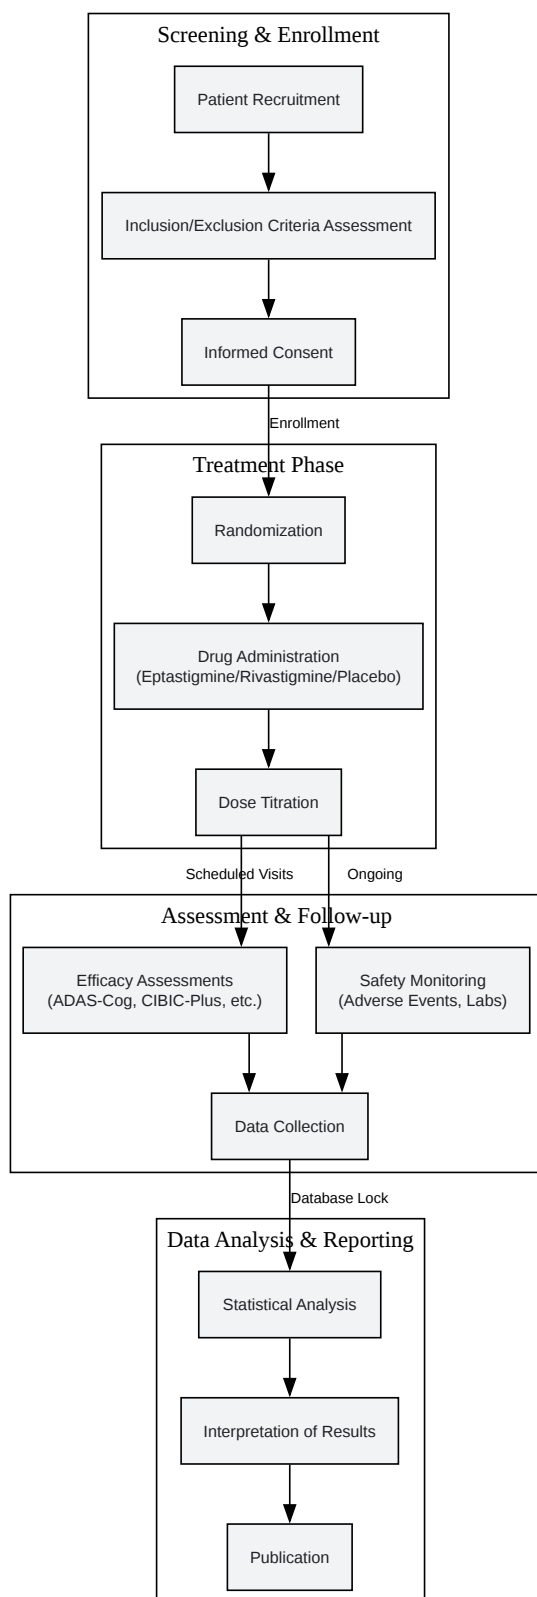 Screening & Enrollment
Patient Recruitment
Inclusion/Exclusion Criteria Assessment
Informed Consent
Enrollment
Treatment Phase
Randomization
Drug Administration
(Eptastigmine/Rivastigmine/Placebo)
Dose Titration
Scheduled Visits
Ongoing
Assessment & Follow-up
Efficacy Assessments
(ADAS-Cog, CIBIC-Plus, etc.)
Safety Monitoring
(Adverse Events, Labs)
Data Collection
Database Lock
Data Analysis & Reporting
Statistical Analysis
Interpretation of Results
Publication